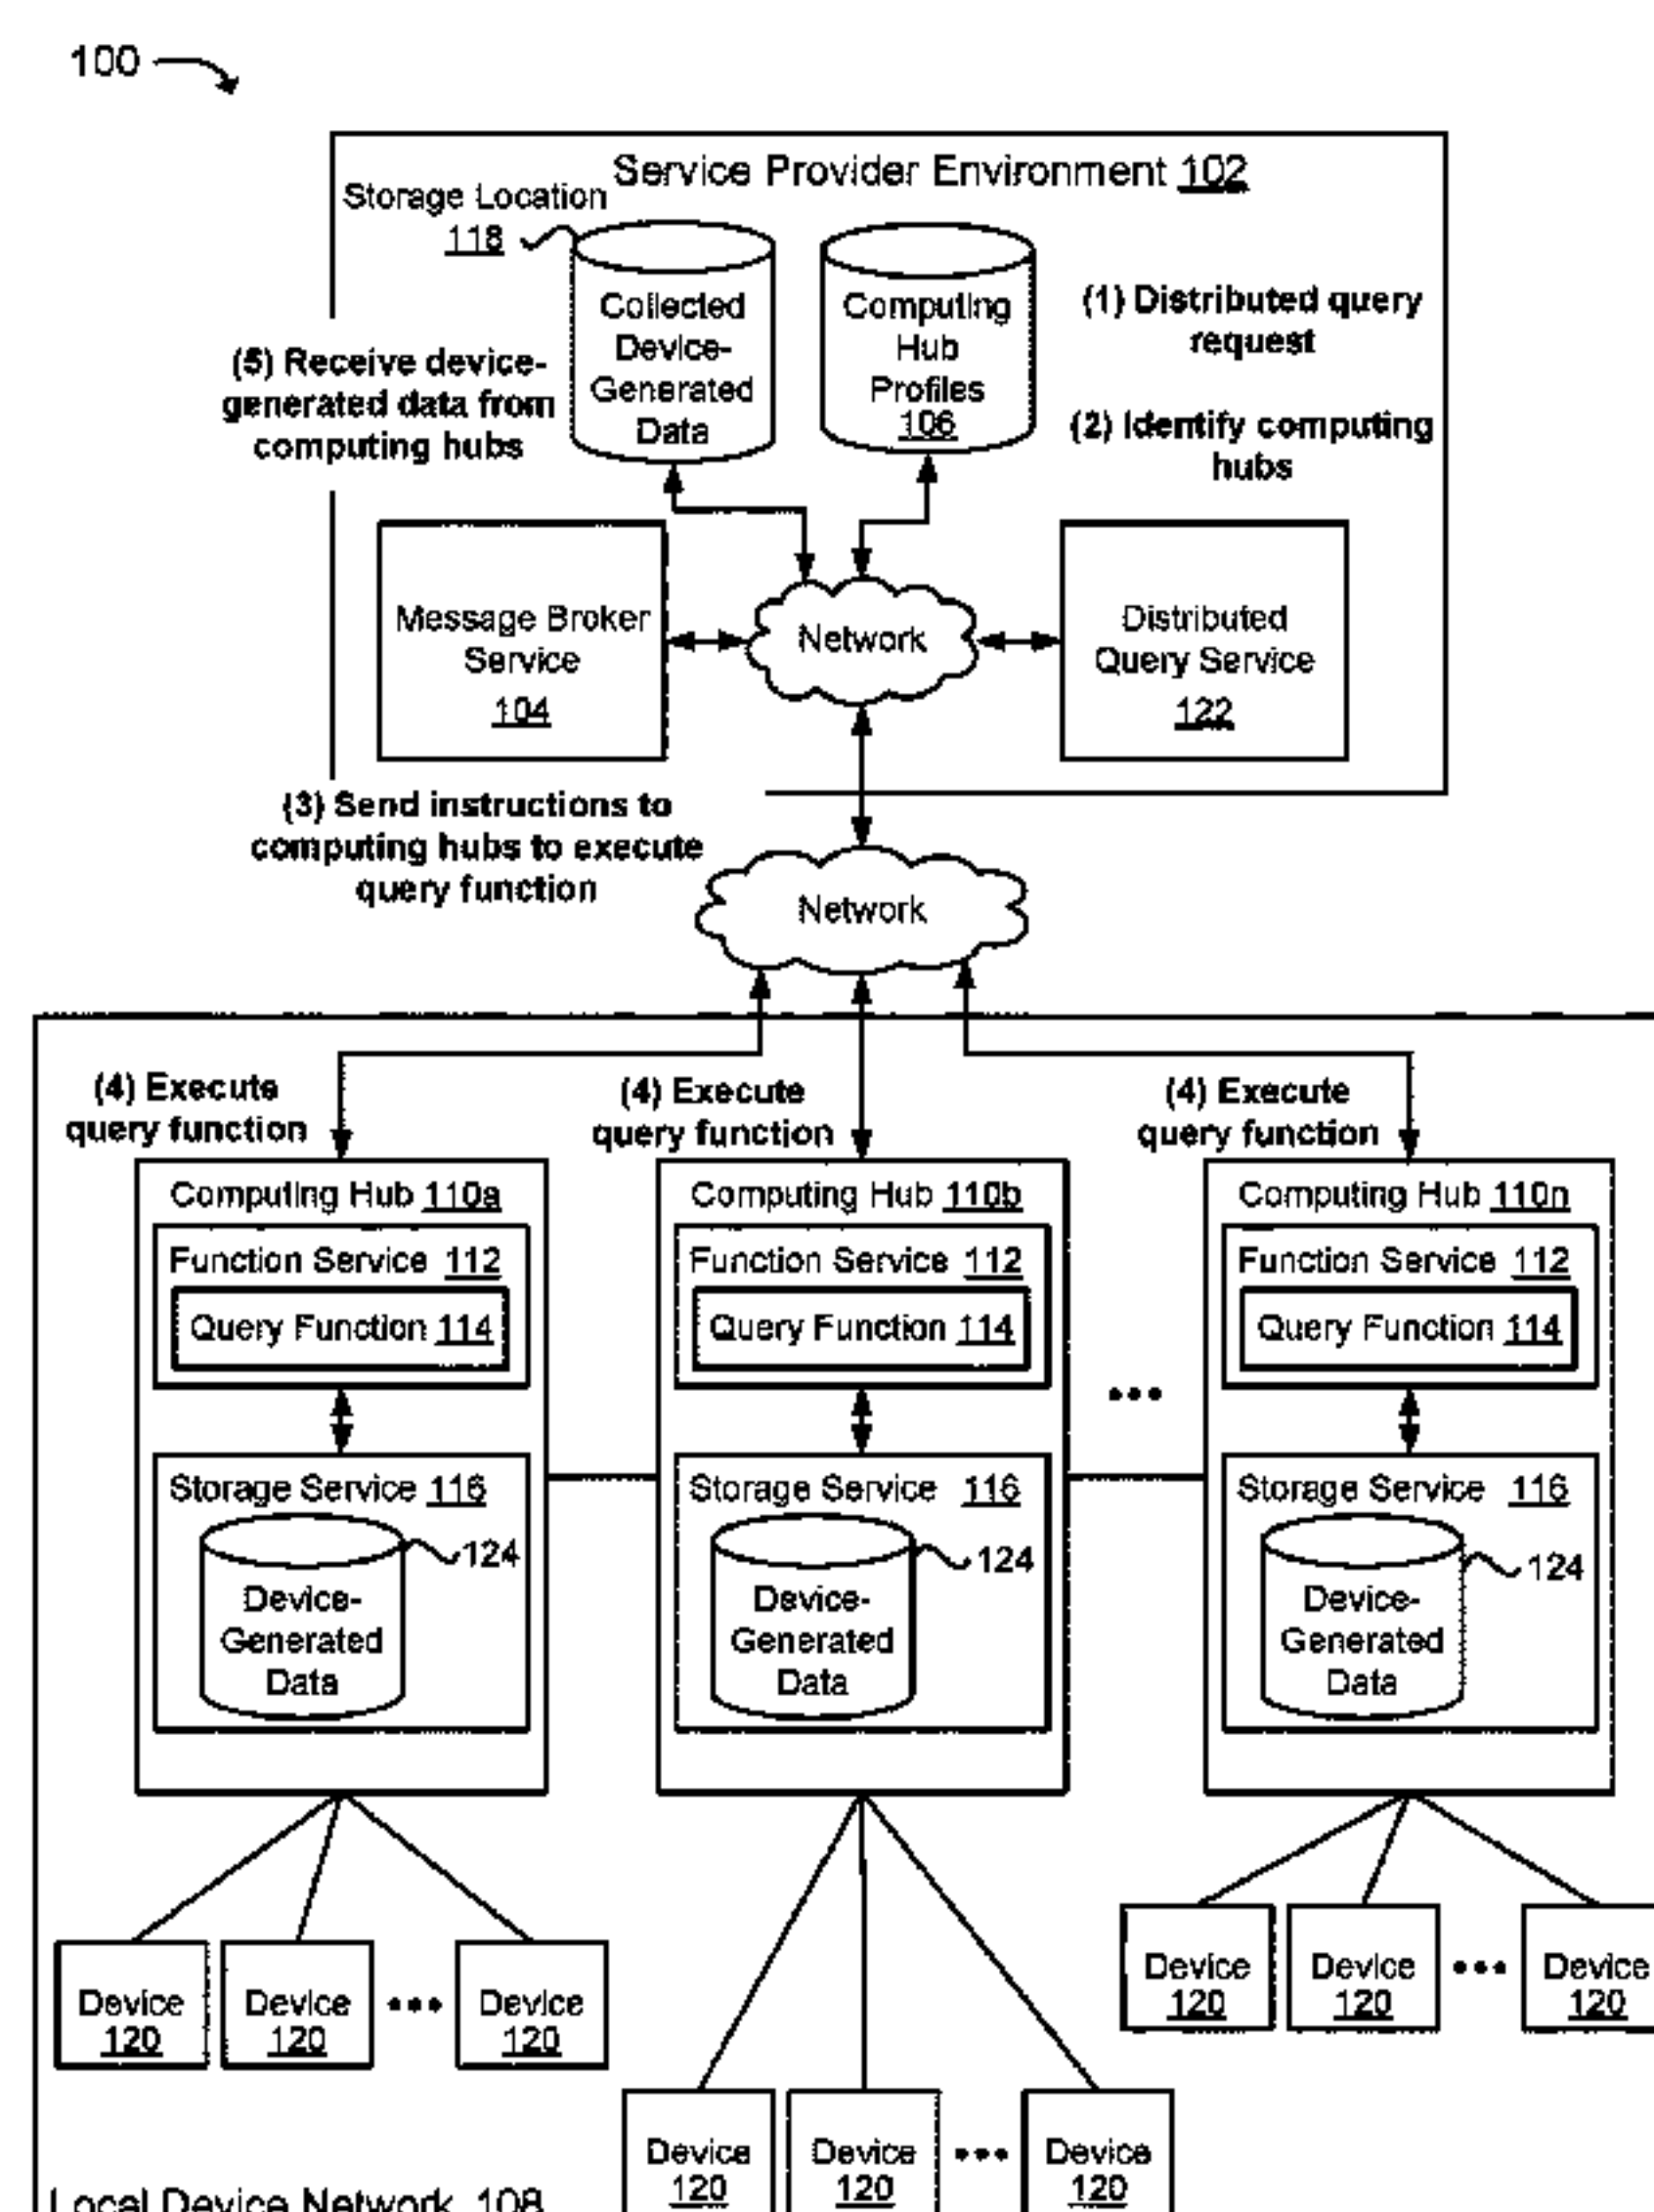 100
Service Provider Environment 102
Storage Location
118
Collected
Device-
Generated
Data
Computing
Hub
Profiles
106
(1) Distributed query
request
(2) Identify computing
hubs
(5) Receive device-
generated data from
computing hubs
Message Broker
Service
104
Network
Distributed
Query Service
122
(3) Send instructions to
computing hubs to execute
query function
Network
(4) Execute
query function
(4) Execute
query function
(4) Execute
query function
Computing Hub 110a
Function Service 112
Query Function 114
Storage Service 116
124
Device-
Generated
Data
Computing Hub 110b
Function Service 112
Query Function 114
Storage Service 116
124
Device-
Generated
Data
•••
Computing Hub 110n
Function Service 112
Query Function 114
Storage Service 116
124
Device-
Generated
Data
Device
120
Device
120
•••
Device
120
Device
120
Device
120
•••
Device
120
Device
120
Device
120
•••
Device
120
Local Device Network 108